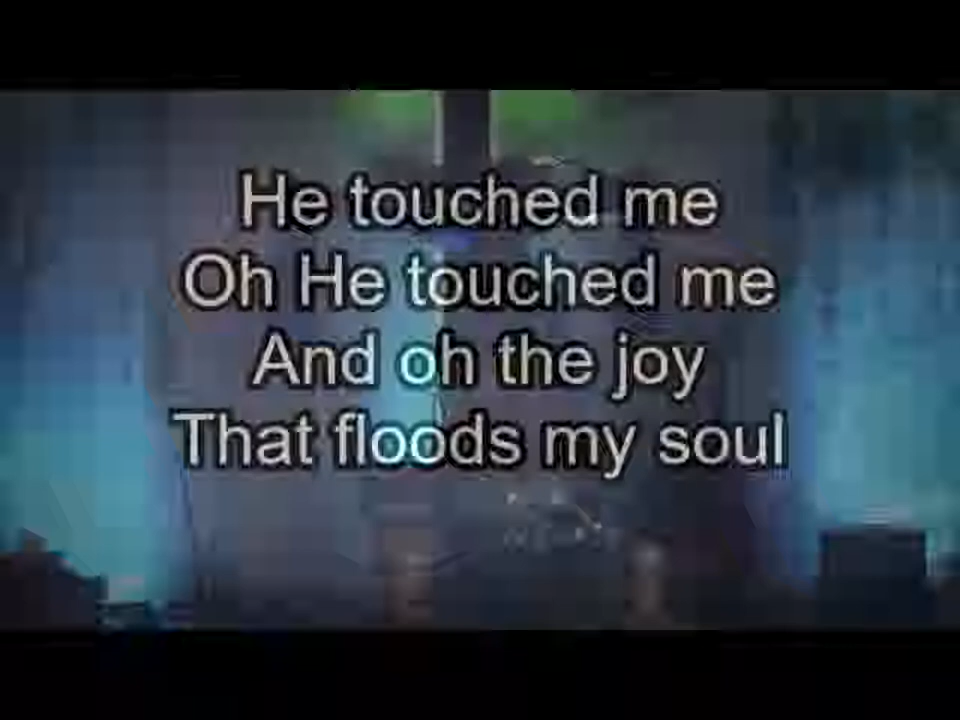 He touched me
Oh He touched me
And oh the joy
That floods my soul